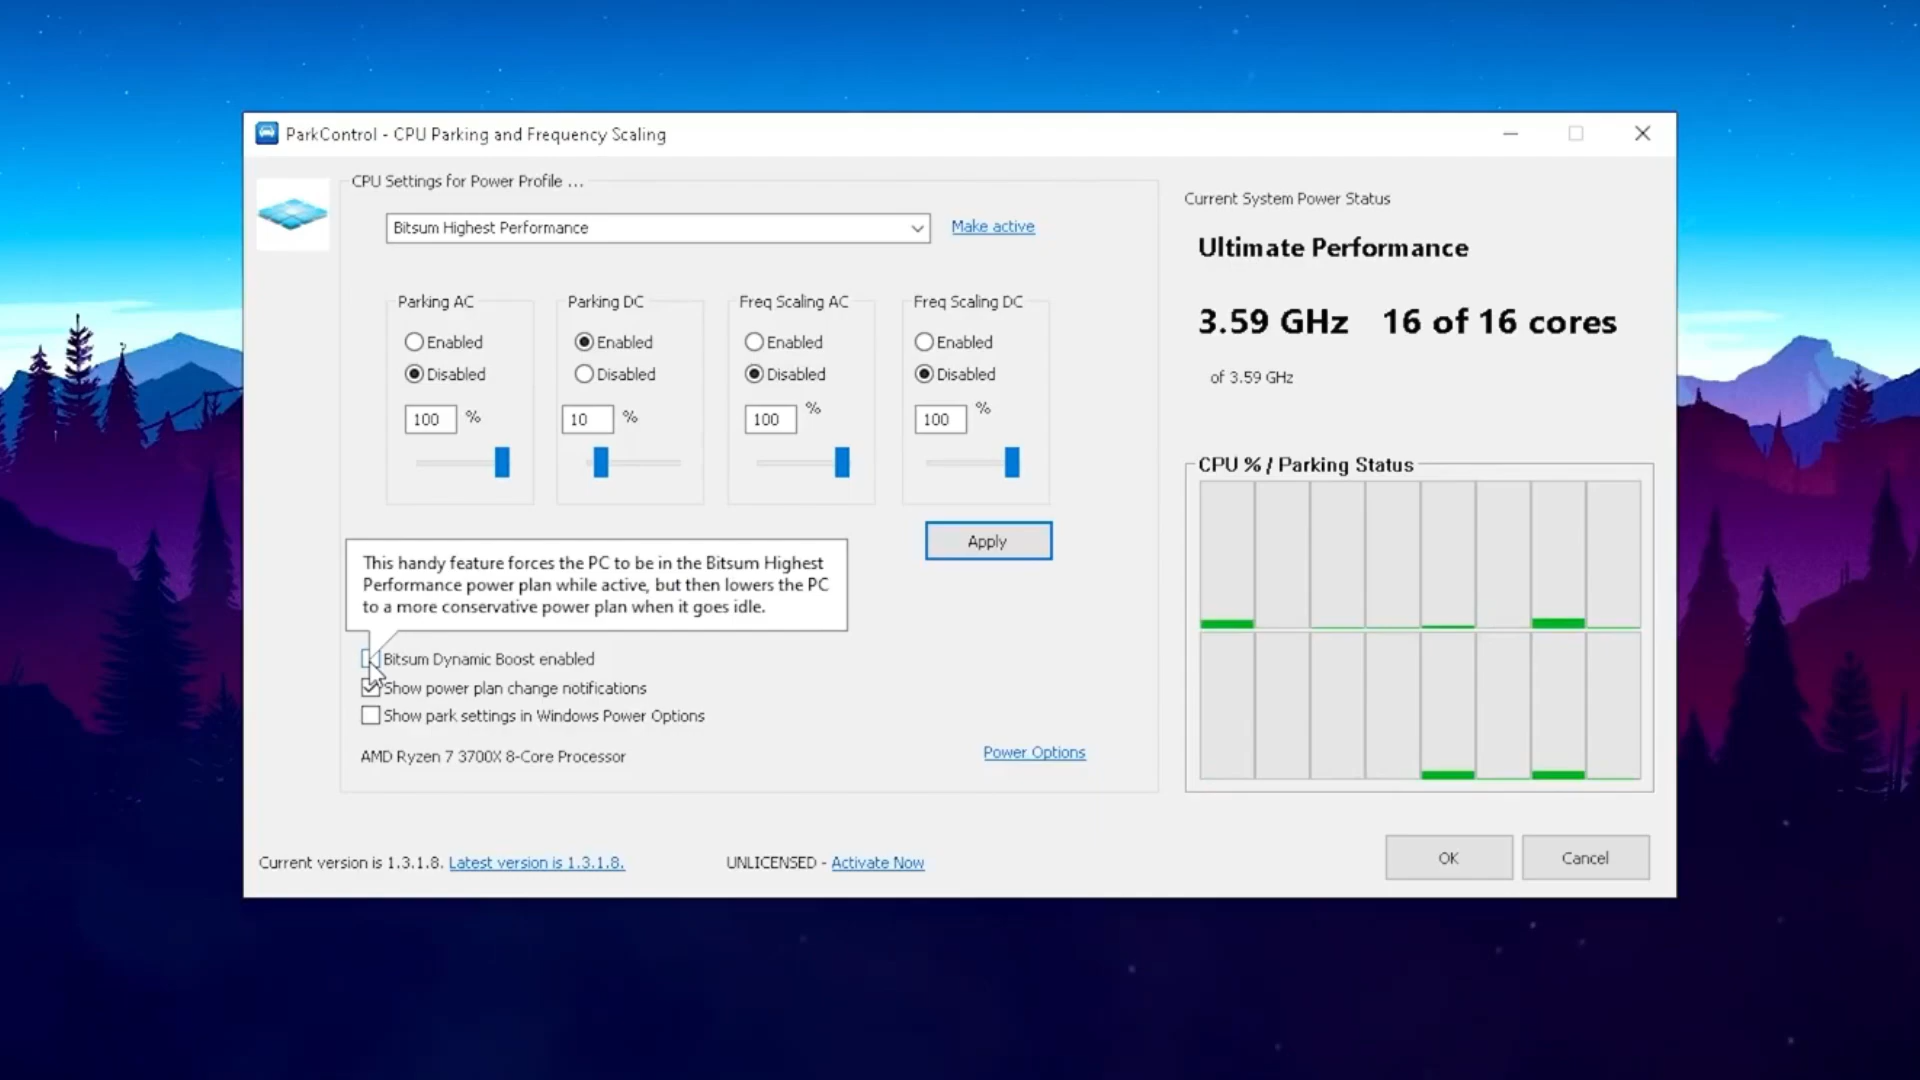 ParkControl - CPU Parking and Frequency Scaling
CPU Settings for Power Profile ...
Bitsum Highest Performance
Make active
Parking AC
Enabled
Disabled
100 %
Parking DC
Enabled
Disabled
10 %
Freq Scaling AC
Enabled
Disabled
100 %
Freq Scaling DC
Enabled
Disabled
100 %
Apply
This handy feature forces the PC to be in the Bitsum Highest
Performance power plan while active, but then lowers the PC
to a more conservative power plan when it goes idle.
Bitsum Dynamic Boost enabled
Show power plan change notifications
Show park settings in Windows Power Options
AMD Ryzen 7 3700X 8-Core Processor
Power Options
Current System Power Status
Ultimate Performance
3.59 GHz 16 of 16 cores
of 3.59 GHz
CPU % / Parking Status
Current version is 1.3.1.8. Latest version is 1.3.1.8.
UNLICENSED - Activate Now
OK
Cancel